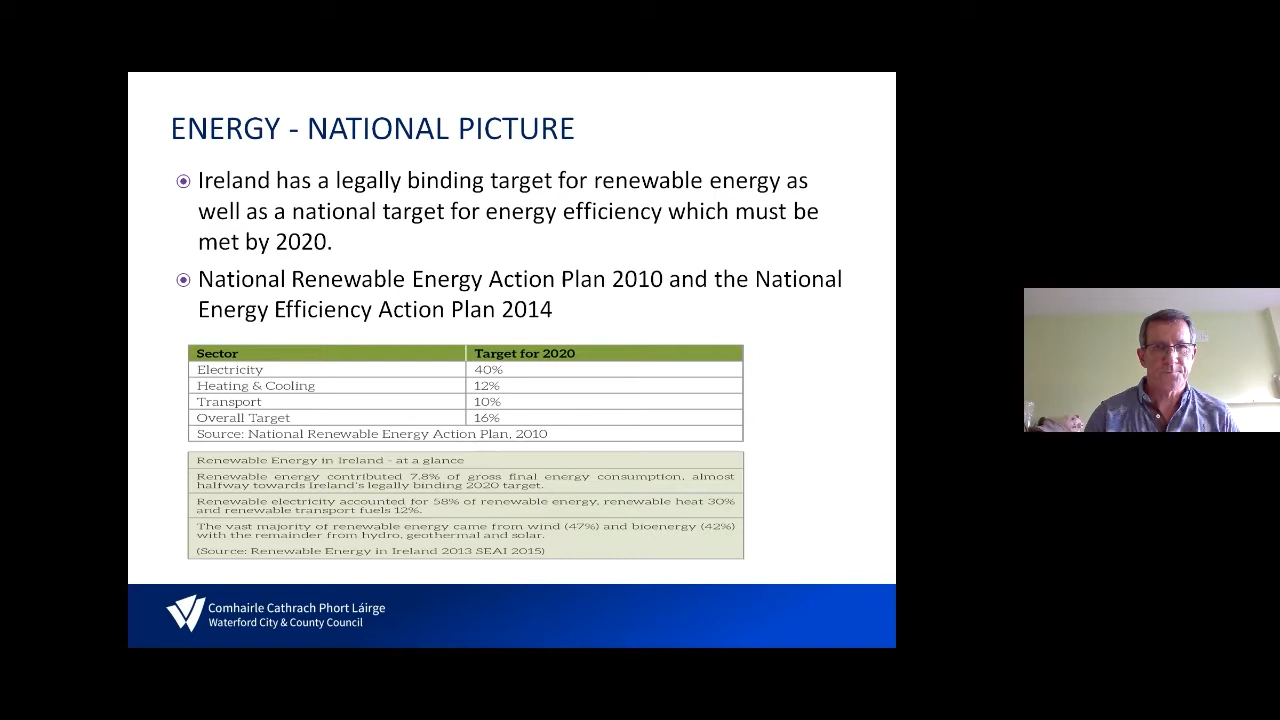 ENERGY - NATIONAL PICTURE
Ireland has a legally binding target for renewable energy as
well as a national target for energy efficiency which must be
met by 2020.
National Renewable Energy Action Plan 2010 and the National
Energy Efficiency Action Plan 2014
Sector Target for 2020
Electricity 40%
Heating & Cooling 12%
Transport 10%
Overall Target 16%
Source: National Renewable Energy Action Plan, 2010
Renewable Energy in Ireland - at a glance
Renewable energy contributed 7.8% of gross final energy consumption, almost
halfway towards Ireland's legally binding 2020 target.
Renewable electricity accounted for 58% of renewable energy, renewable heat 30%
and renewable transport fuels 12%.
The vast majority of renewable energy came from wind (47%) and bioenergy (42%)
with the remainder from hydro, geothermal and solar.
(Source: Renewable Energy in Ireland 2013 SEAI 2015)
Comhairle Cathrach Phort Láirge
Waterford City & County Council